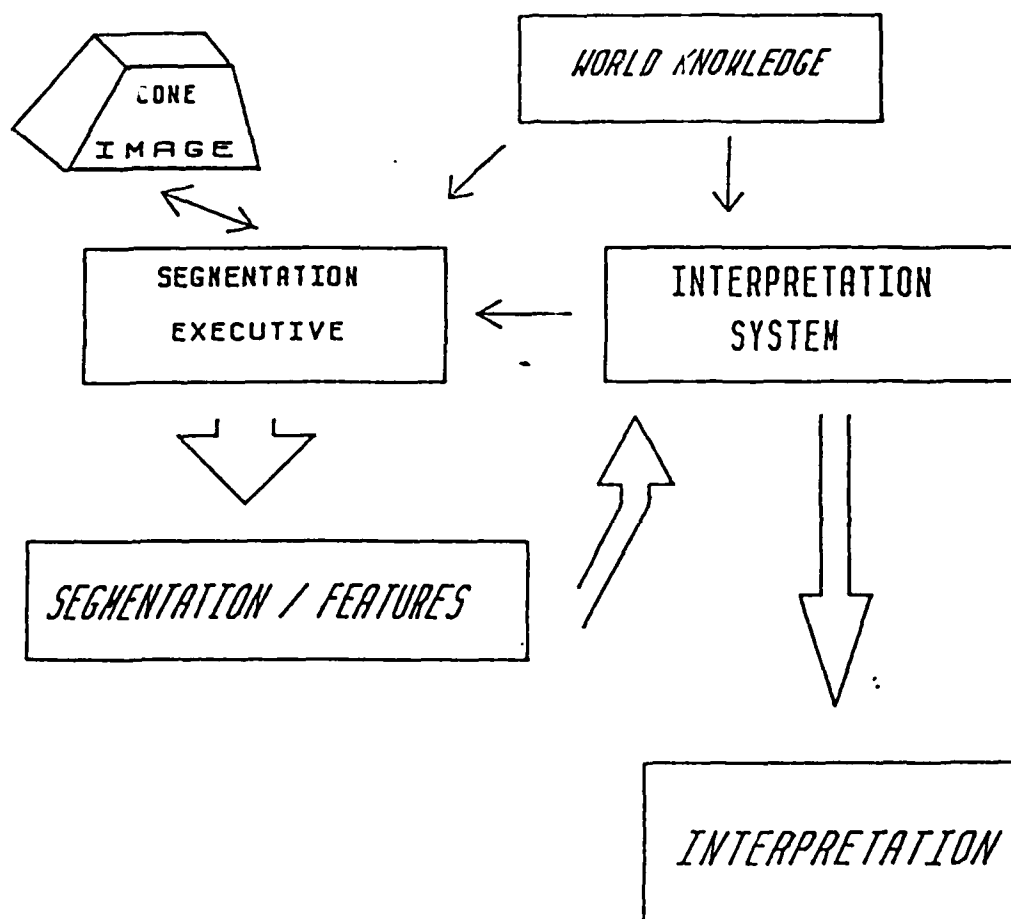 CONE
IMAGE
WORLD KNOWLEDGE
SEGMENTATION
EXECUTIVE
INTERPRETATION
SYSTEM
SEGMENTATION / FEATURES
INTERPRETATION